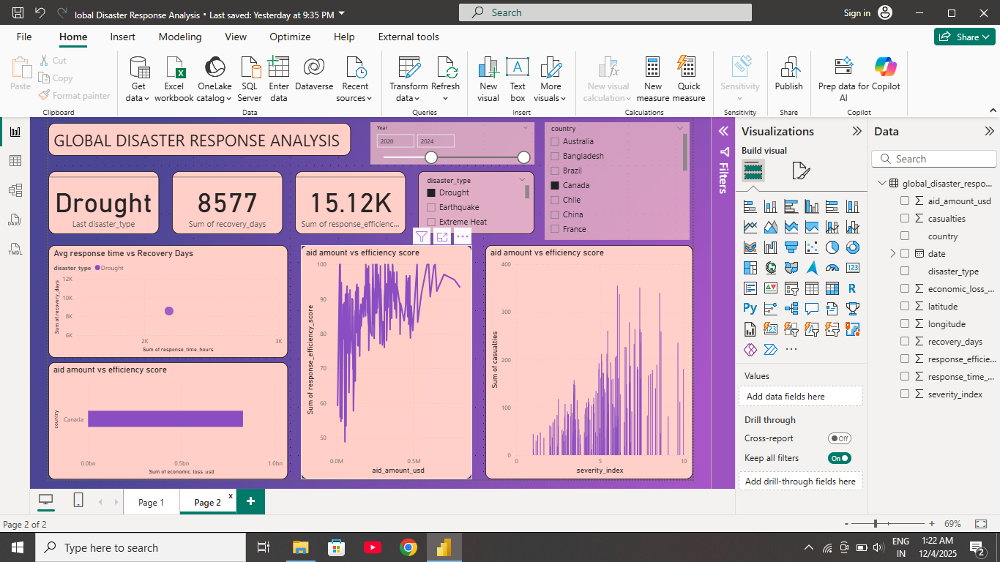 lobal Disaster Response Analysis • Last saved: Yesterday at 9:35 PM
Search
Sign in
File
Home
Insert
Modeling
View
Optimize
Help
External tools
Share
Paste
Cut
Copy
Format painter
Clipboard
Get data
Excel workbook
OneLake catalog
SQL Server
Enter data
Dataverse
Recent sources
Data
Transform data
Refresh
Queries
New visual
Text box
More visuals
Insert
New visual calculation
New measure
Quick measure
Calculations
Sensitivity
Sensitivity
Publish
Share
Prep data for AI
Copilot
Copilot
DAX
TMDL
GLOBAL DISASTER RESPONSE ANALYSIS
Year
2020
2024
country
Australia
Bangladesh
Brazil
Canada
Chile
China
France
Drought
Last disaster_type
8577
Sum of recovery_days
15.12K
Sum of response_efficienc...
disaster_type
Drought
Earthquake
Extreme Heat
Avg response time vs Recovery Days
disaster_type
Drought
Sum of recovery_days
12K
10K
8K
6K
2K
3K
Sum of response_time_hours
aid amount vs efficiency score
country
Canada
0.0bn
0.5bn
1.0bn
Sum of economic_loss_usd
aid amount vs efficiency score
Sum of response_efficiency_score
100
90
80
70
60
50
0.0M
0.5M
aid_amount_usd
aid amount vs efficiency score
Sum of casualties
400
300
200
100
0
0
5
10
severity_index
Filters
Visualizations
Build visual
123
R
Py
123
Values
Add data fields here
Drill through
Cross-report
Off
Keep all filters
On
Add drill-through fields here
Data
Search
global_disaster_respo...
aid_amount_usd
casualties
country
date
disaster_type
economic_loss_...
latitude
longitude
recovery_days
response_efficie...
response_time_...
severity_index
Page 1
Page 2
x
+
Page 2 of 2
- + 69%
Type here to search
ENG
IN
1:22 AM
12/4/2025
2